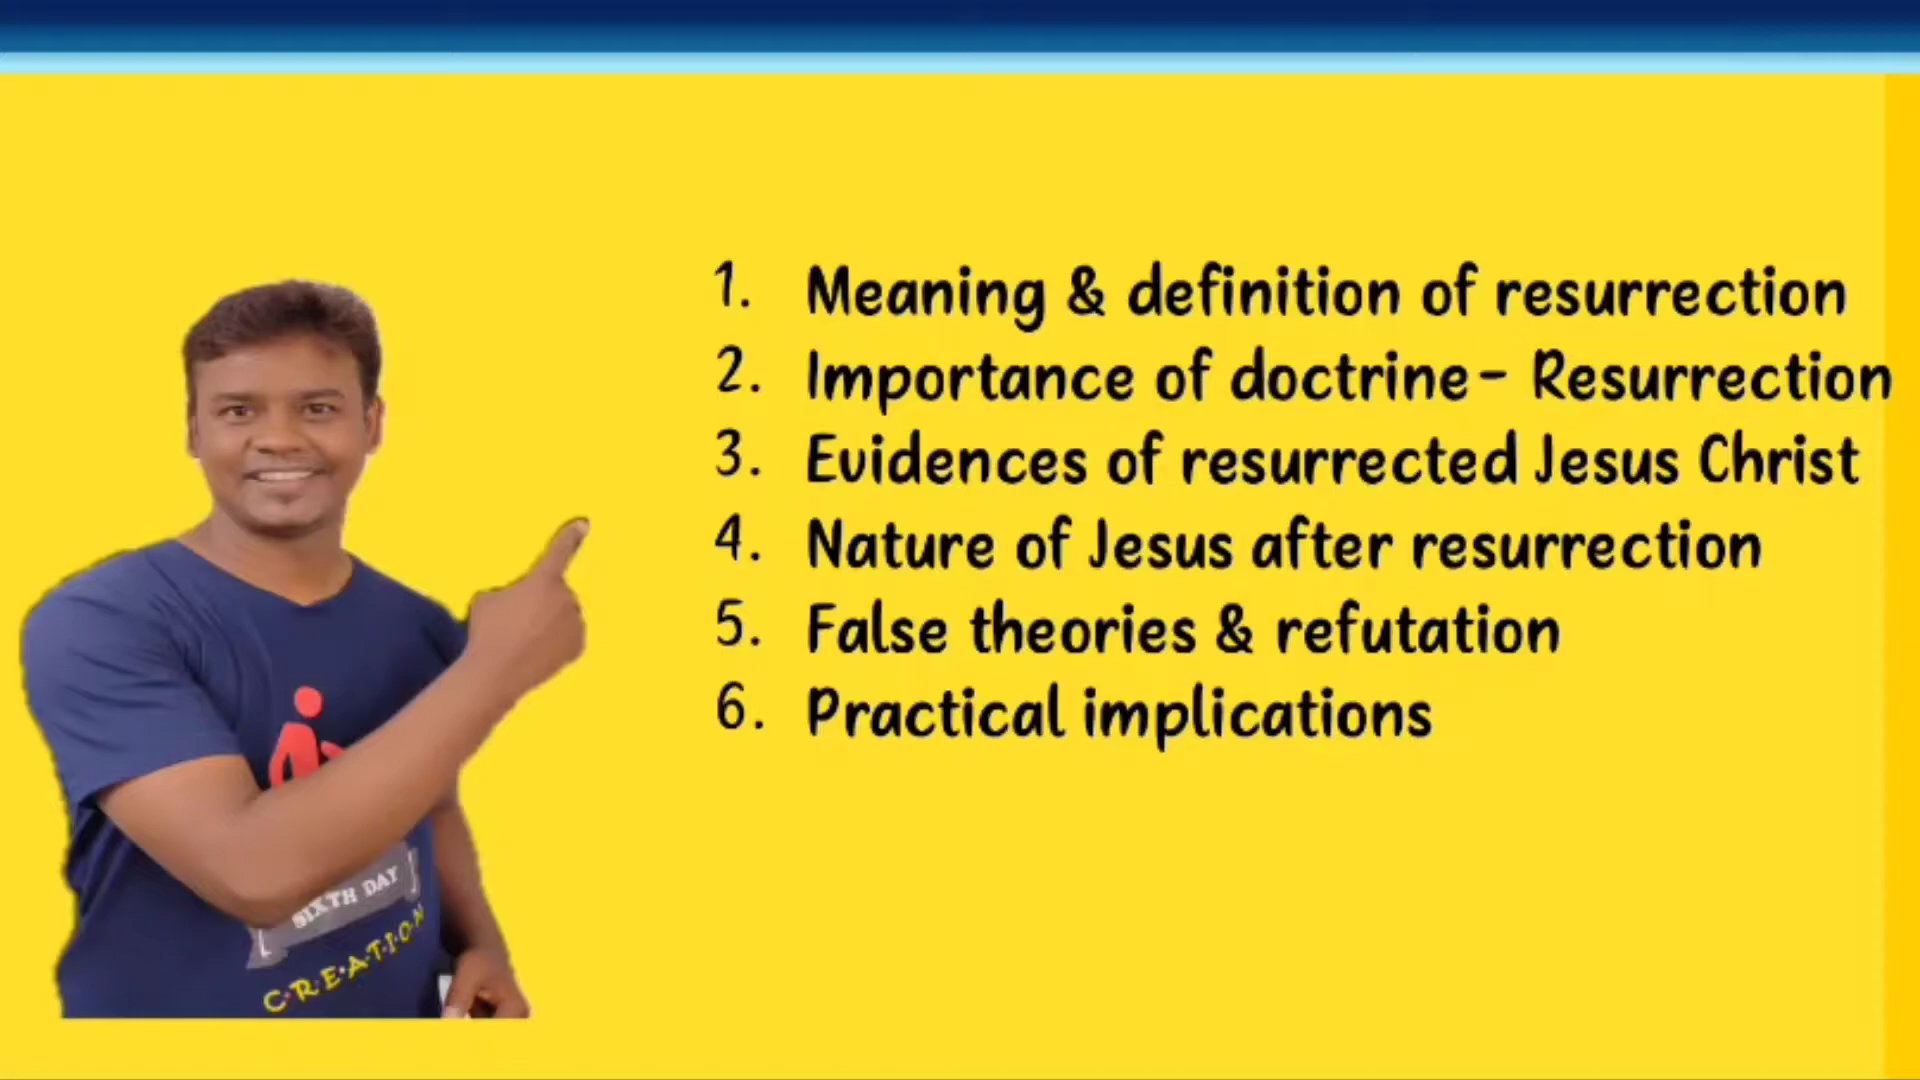 1. Meaning & definition of resurrection
2. Importance of doctrine - Resurrection
3. Evidences of resurrected Jesus Christ
4. Nature of Jesus after resurrection
5. False theories & refutation
6. Practical implications
SIXTH DAY
C·R·E·A·T·I·O·N